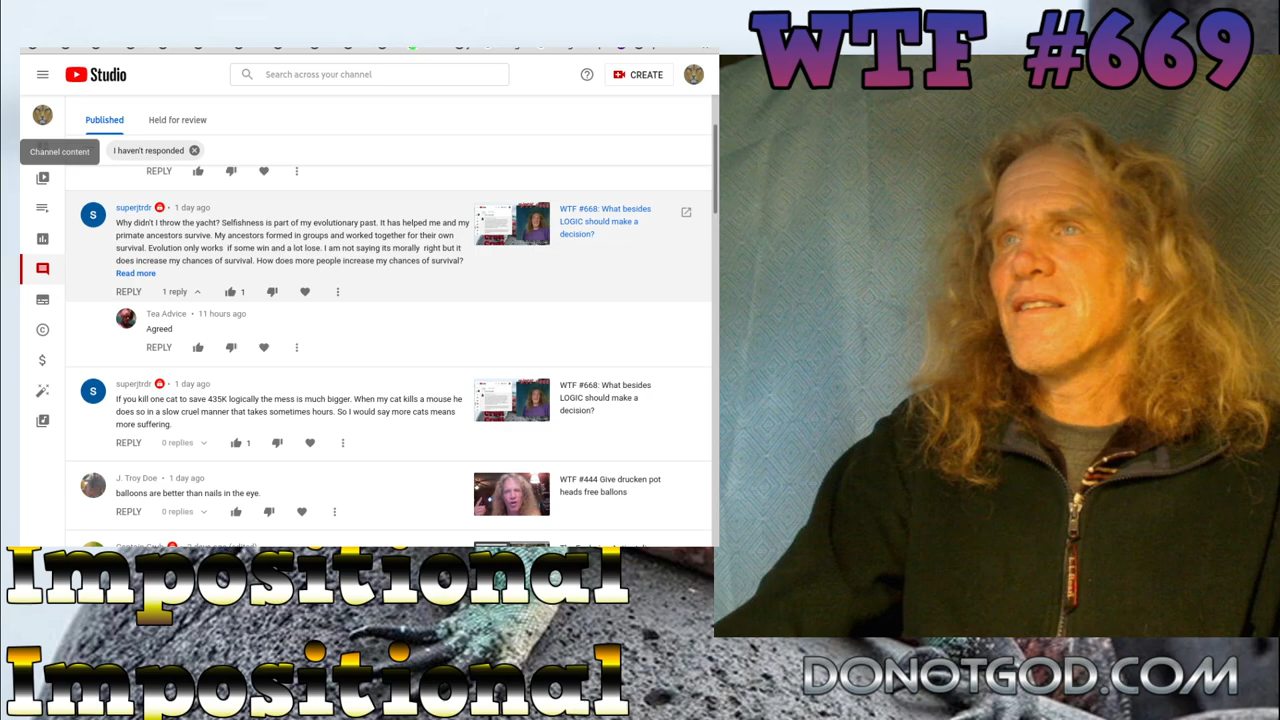 WTF #669
Studio
Search across your channel
CREATE
Published
Held for review
Channel content
I haven't responded
REPLY
S
superjtrdr • 1 day ago
Why didn't I throw the yacht? Selfishness is part of my evolutionary past. It has helped me and my
primate ancestors survive. My ancestors formed in groups and worked together for their own
survival. Evolution only works if some win and a lot lose. I am not saying its morally right but it
does increase my chances of survival. How does more people increase my chances of survival?
Read more
REPLY 1 reply 1
WTF #668: What besides
LOGIC should make a
decision?
Tea Advice • 11 hours ago
Agreed
REPLY
S
superjtrdr • 1 day ago
If you kill one cat to save 435K logically the mess is much bigger. When my cat kills a mouse he
does so in a slow cruel manner that takes sometimes hours. So I would say more cats means
more suffering.
REPLY 0 replies 1
WTF #668: What besides
LOGIC should make a
decision?
J. Troy Doe • 1 day ago
balloons are better than nails in the eye.
REPLY 0 replies
WTF #444 Give drucken pot
heads free ballons
Impositional
Impositional
DONOTGOD.COM